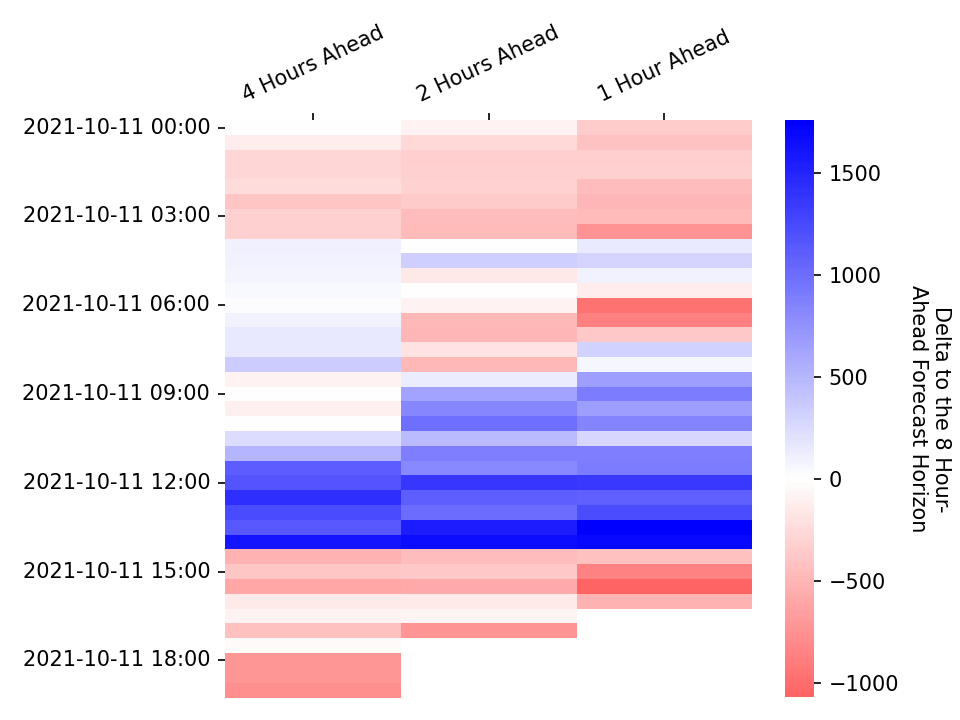 4 Hours Ahead
2 Hours Ahead
1 Hour Ahead
2021-10-11 00:00
2021-10-11 03:00
2021-10-11 06:00
2021-10-11 09:00
2021-10-11 12:00
2021-10-11 15:00
2021-10-11 18:00
1500
1000
500
0
−500
−1000
Delta to the 8 Hour-
Ahead Forecast Horizon